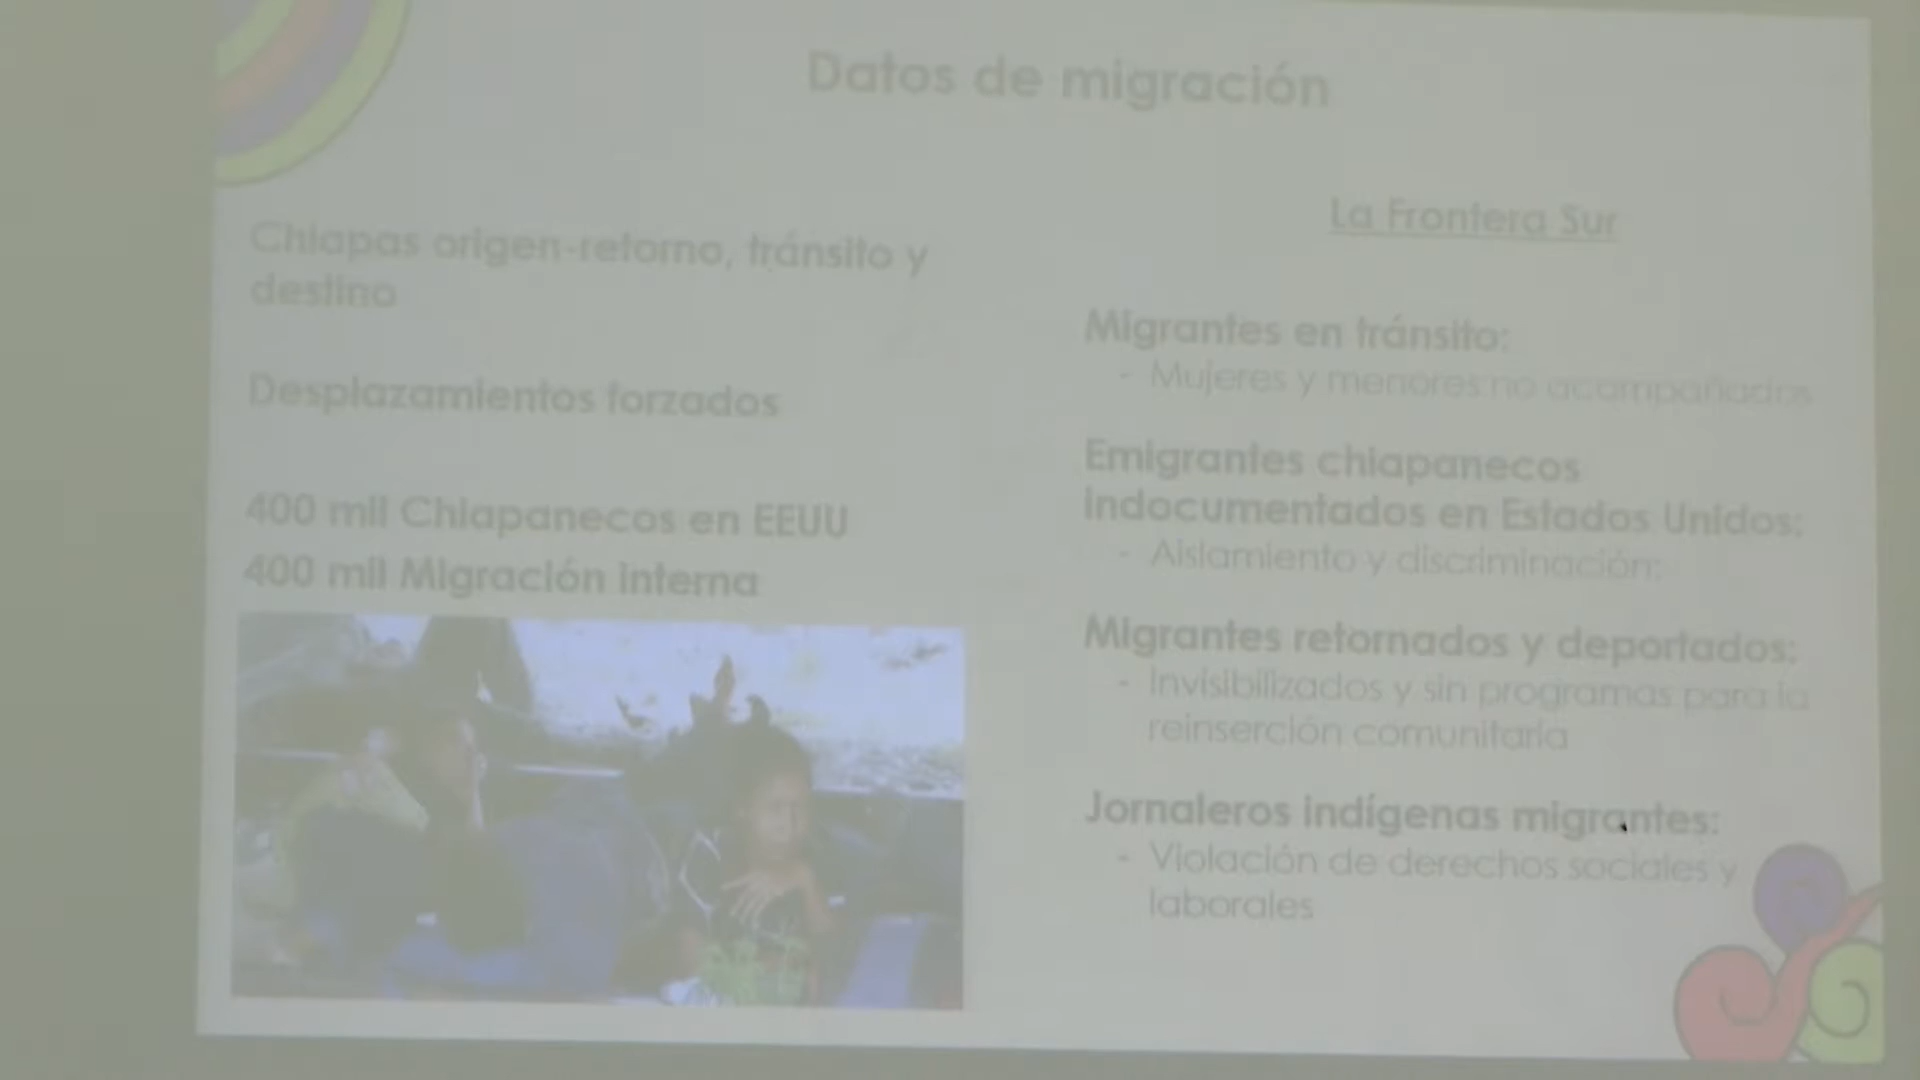 Datos de migración
Chiapas origen-retorno, tránsito y
destino
Desplazamientos forzados
400 mil Chiapanecos en EEUU
400 mil Migración interna
La Frontera Sur
Migrantes en tránsito:
- Mujeres y menores no acompañados
Emigrantes chiapanecos
indocumentados en Estados Unidos:
- Aislamiento y discriminación:
Migrantes retornados y deportados:
- Invisibilizados y sin programas para la
reinserción comunitaria
Jornaleros indígenas migrantes:
- Violación de derechos sociales y
laborales